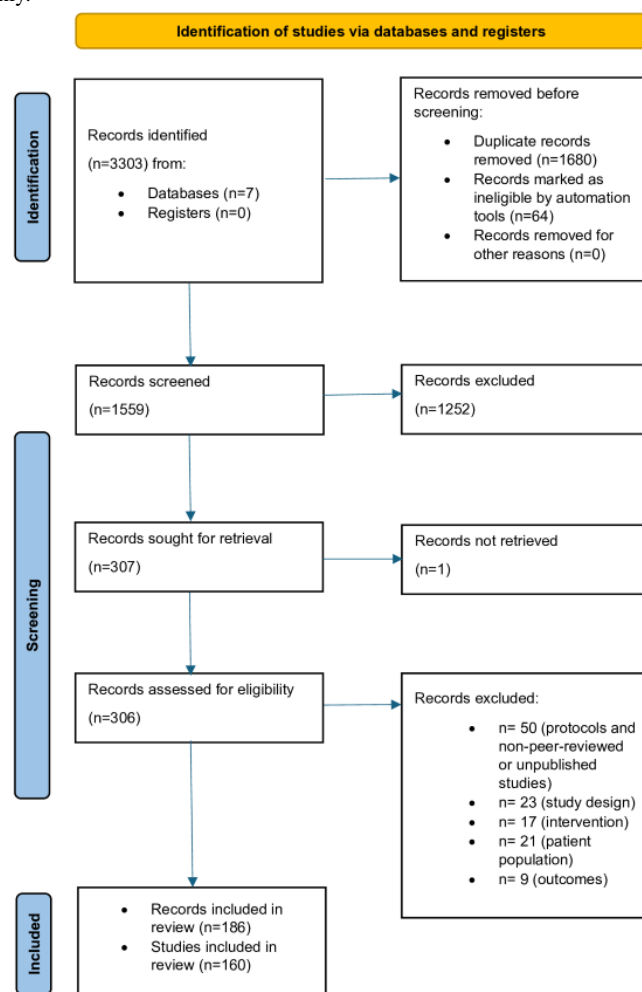 Identification of studies via databases and registers
Identification
Records identified
(n=3303) from:
• Databases (n=7)
• Registers (n=0)
Records removed before
screening:
• Duplicate records
removed (n=1680)
• Records marked as
ineligible by automation
tools (n=64)
• Records removed for
other reasons (n=0)
Screening
Records screened
(n=1559)
Records excluded
(n=1252)
Records sought for retrieval
(n=307)
Records not retrieved
(n=1)
Records assessed for eligibility
(n=306)
Records excluded:
• n= 50 (protocols and
non-peer-reviewed
or unpublished
studies)
• n= 23 (study design)
• n= 17 (intervention)
• n= 21 (patient
population)
• n= 9 (outcomes)
Included
• Records included in
review (n=186)
• Studies included in
review (n=160)